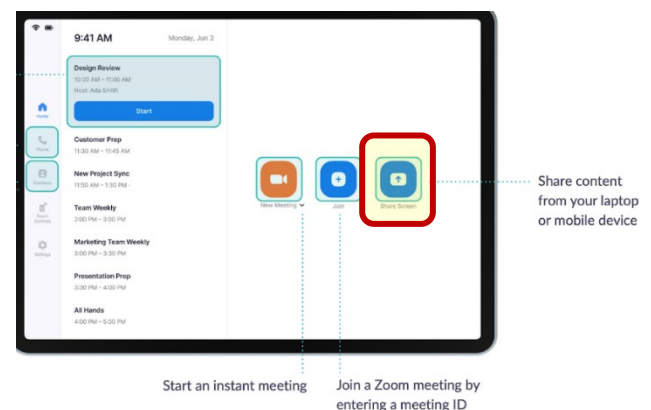 9:41 AM
Monday, Jun 3
Design Review
10:00 AM – 11:00 AM
Host: Ada Smith
Start
Customer Prep
11:30 AM – 11:45 AM
New Project Sync
11:50 AM – 1:30 PM -
Team Weekly
2:00 PM – 3:00 PM
Marketing Team Weekly
3:00 PM – 3:30 PM
Presentation Prep
3:30 PM – 4:00 PM
All Hands
4:00 PM – 5:00 PM
Home
Phone
Contacts
Room
Controls
Settings
New Meeting
Join
Share Screen
Share content
from your laptop
or mobile device
Start an instant meeting
Join a Zoom meeting by
entering a meeting ID